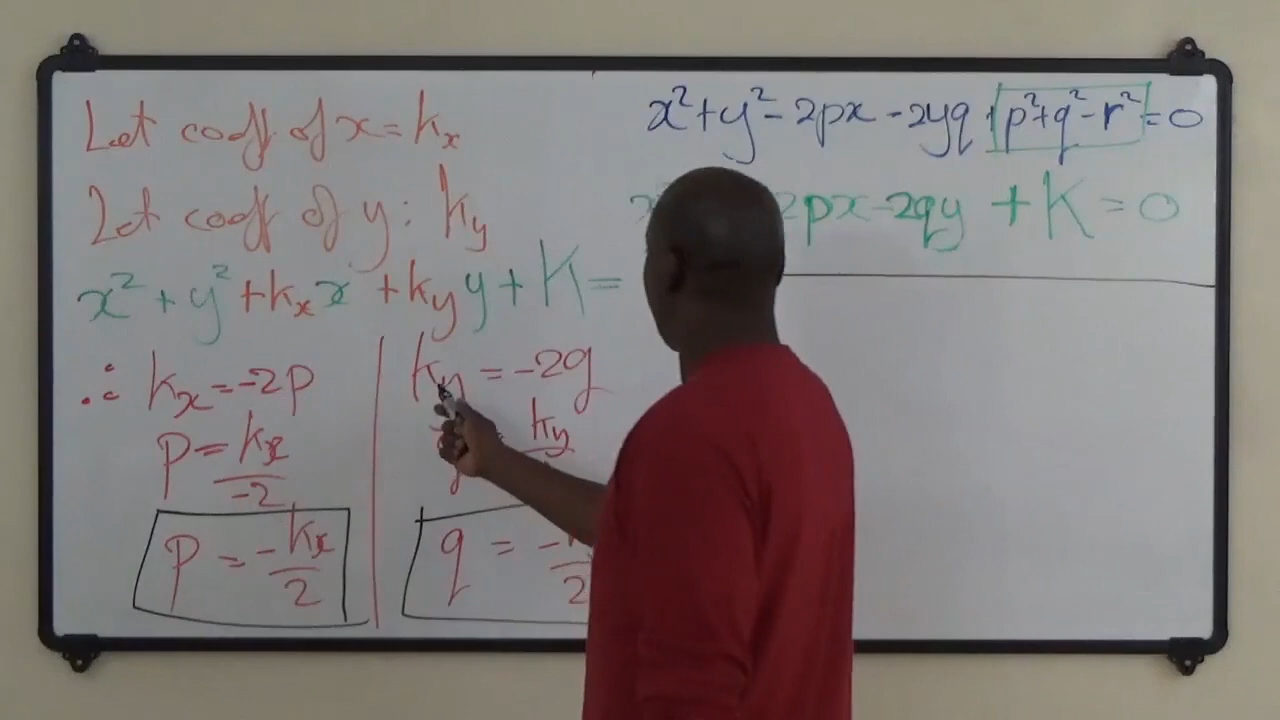 Let coeff of x = kx
Let coeff of y : ky
x² + y² + kx x + ky y + K =
∴ kx = -2p
p = kx/-2
p = -kx/2
ky = -2q
= ky
q = -k/2
x² + y² - 2px - 2yq + p² + q² - r² = 0
2px - 2qy + K = 0